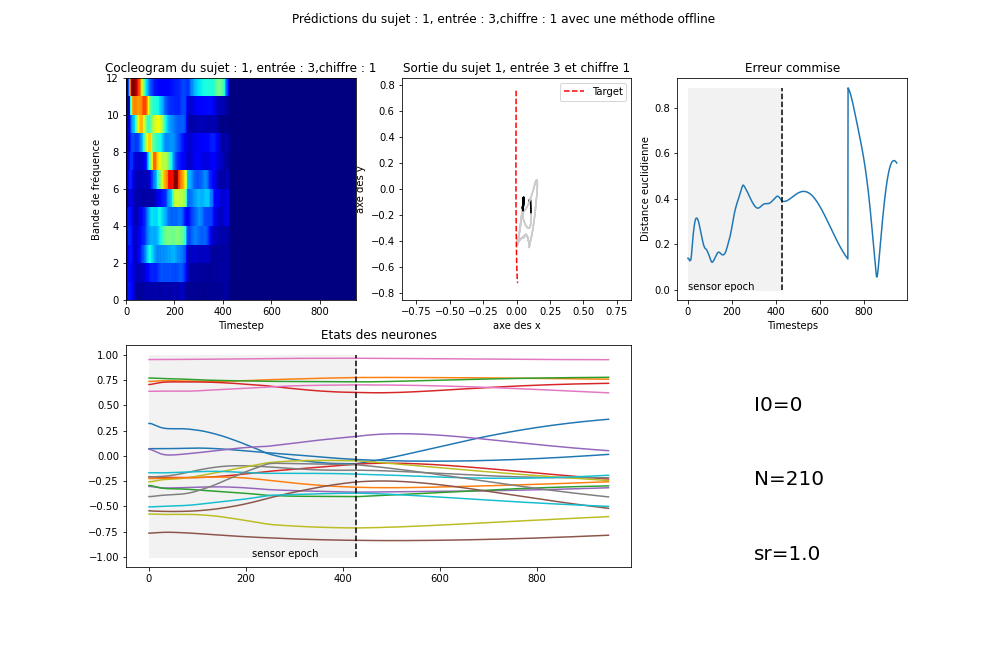 Prédictions du sujet : 1, entrée : 3,chiffre : 1 avec une méthode offline
Cocleogram du sujet : 1, entrée : 3,chiffre : 1
Bande de fréquence
12
10
8
6
4
2
0
0 200 400 600 800
Timestep
Sortie du sujet 1, entrée 3 et chiffre 1
axe des y
0.8
0.6
0.4
0.2
0.0
−0.2
−0.4
−0.6
−0.8
Target
−0.75 −0.50 −0.25 0.00 0.25 0.50 0.75
axe des x
Erreur commise
Distance euclidienne
0.8
0.6
0.4
0.2
0.0
sensor epoch
0 200 400 600 800
Timesteps
Etats des neurones
1.00
0.75
0.50
0.25
0.00
−0.25
−0.50
−0.75
−1.00
sensor epoch
0 200 400 600 800
I0=0
N=210
sr=1.0